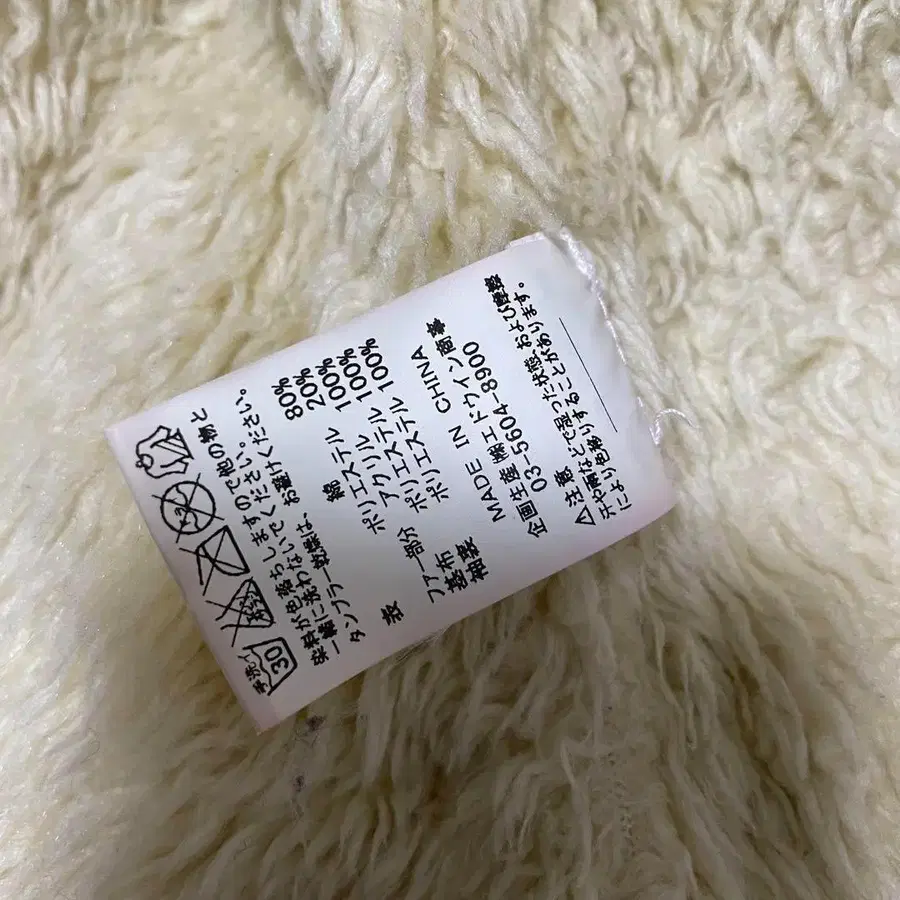 手洗イ
30
染料が色落ちしますので他の物と
一緒に洗わないでください。
タンブラー乾燥は、お避けください。
表 綿 80%
ポリエステル 20%
ファー部分 アクリル 100%
基布 ポリエステル 100%
袖裏 ポリエステル 100%
MADE IN CHINA
企画生産 ㈱エドウイン商事
03-5604-8900
⚠注意
汗や雨などで湿った状態、および摩擦
により色移りすることがあります。